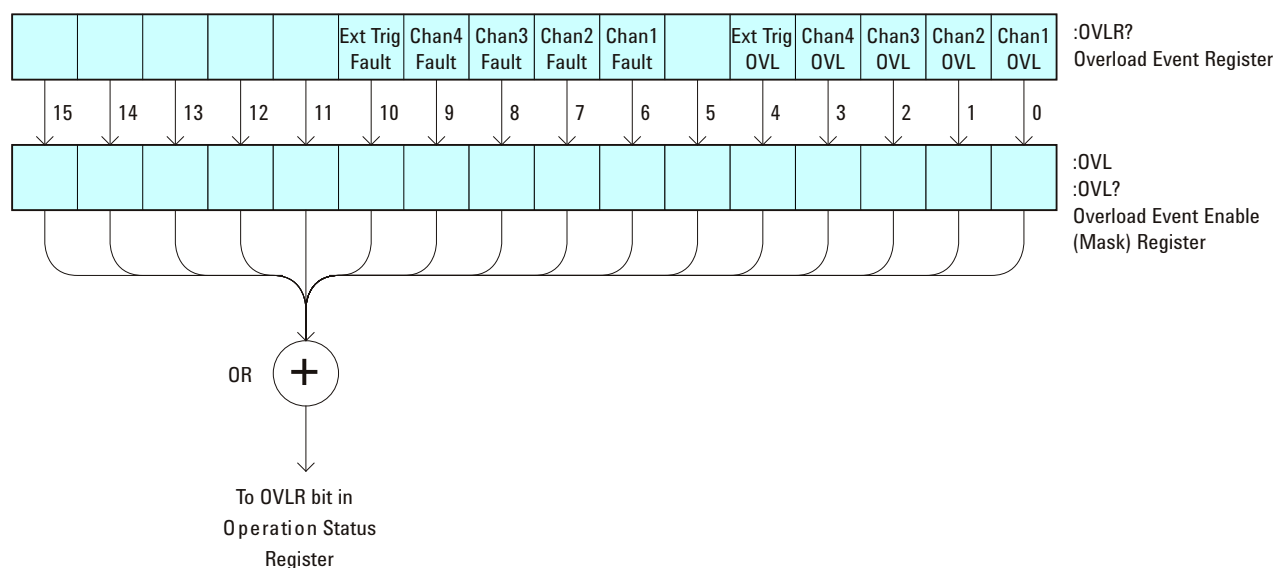 Ext Trig Fault
Chan4 Fault
Chan3 Fault
Chan2 Fault
Chan1 Fault
Ext Trig OVL
Chan4 OVL
Chan3 OVL
Chan2 OVL
Chan1 OVL
:OVLR?
Overload Event Register
15 14 13 12 11 10 9 8 7 6 5 4 3 2 1 0
:OVL
:OVL?
Overload Event Enable
(Mask) Register
OR +
To OVLR bit in
Operation Status
Register